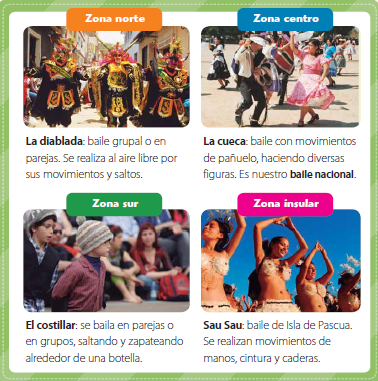 Zona norte
La diablada: baile grupal o en
parejas. Se realiza al aire libre por
sus movimientos y saltos.
Zona centro
La cueca: baile con movimientos
de pañuelo, haciendo diversas
figuras. Es nuestro baile nacional.
Zona sur
El costillar: se baila en parejas o
en grupos, saltando y zapateando
alrededor de una botella.
Zona insular
Sau Sau: baile de Isla de Pascua.
Se realizan movimientos de
manos, cintura y caderas.